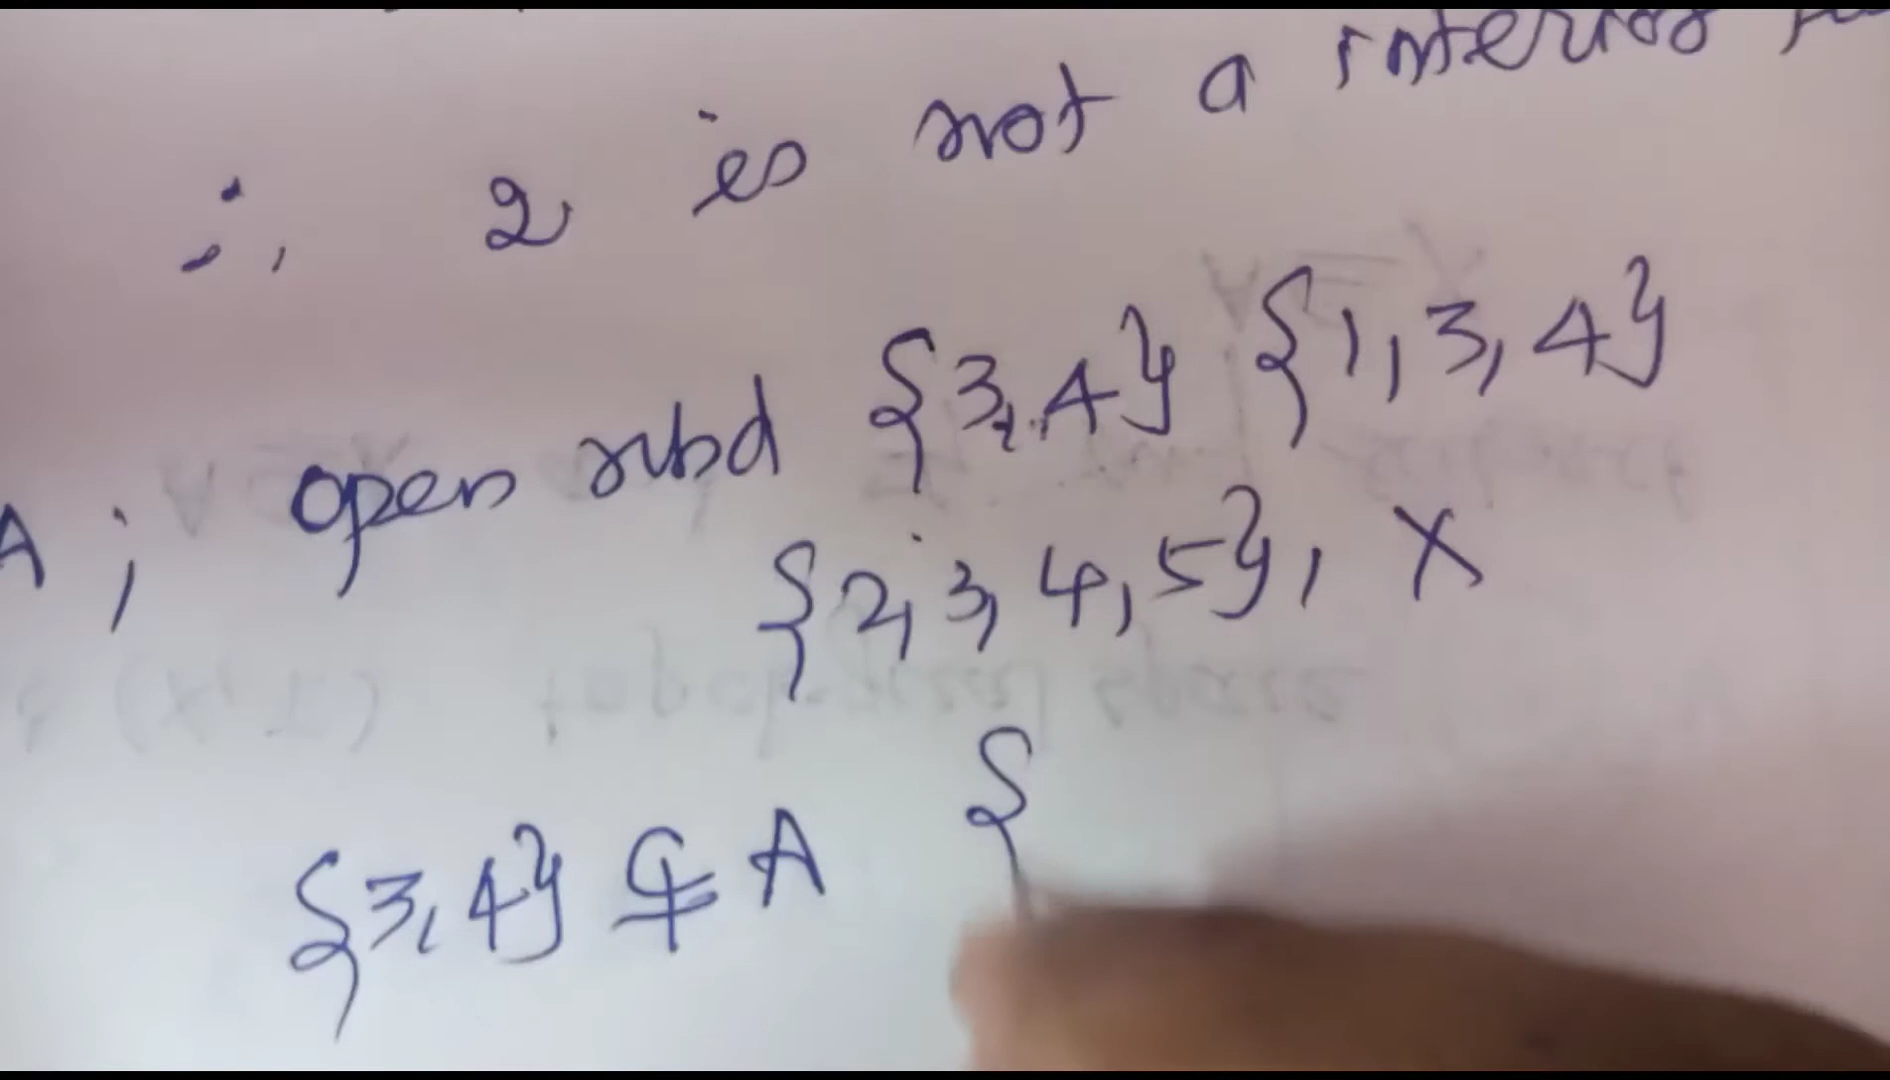 ∴ 2 is not a interior
A ; open nbd {3, 4} {1, 3, 4}
{2, 3, 4, 5}, X
{3, 4} ⊈ A {